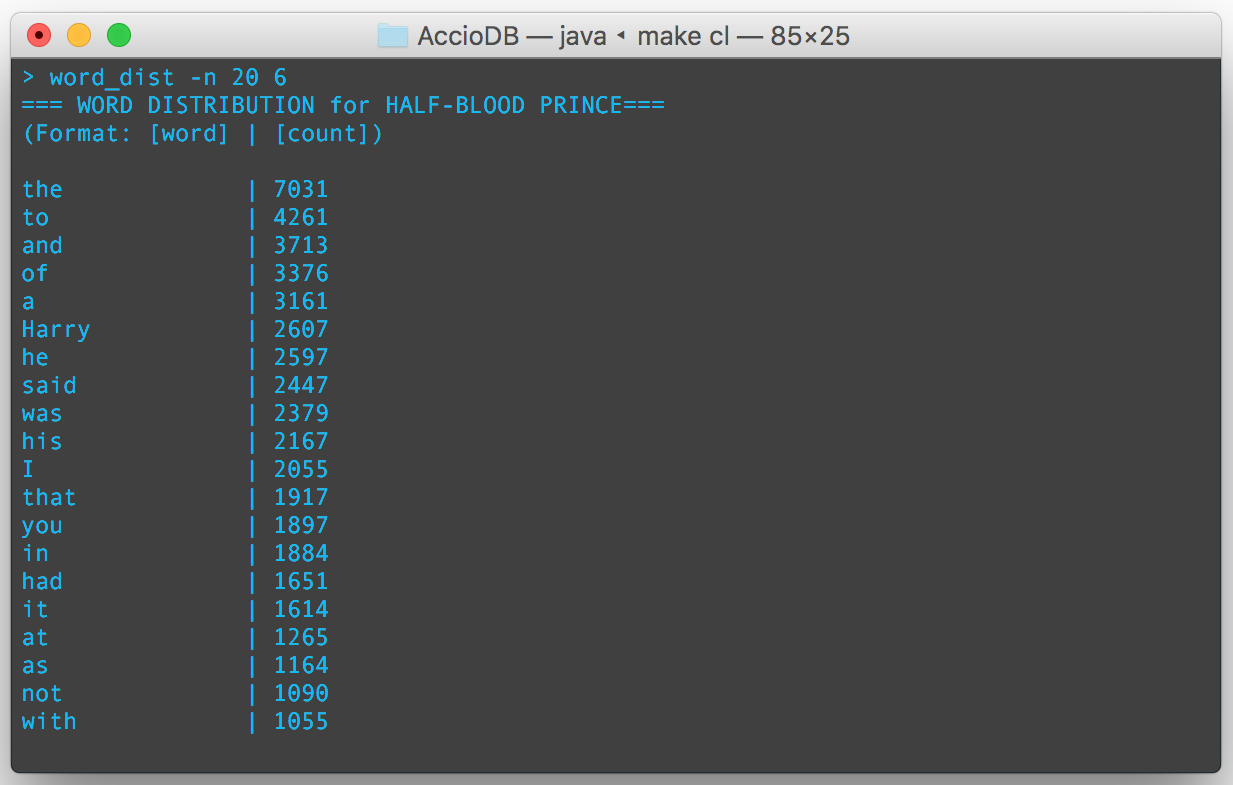 AccioDB — java ◂ make cl — 85×25
> word_dist -n 20 6
=== WORD DISTRIBUTION for HALF-BLOOD PRINCE===
(Format: [word] | [count])
the | 7031
to | 4261
and | 3713
of | 3376
a | 3161
Harry | 2607
he | 2597
said | 2447
was | 2379
his | 2167
I | 2055
that | 1917
you | 1897
in | 1884
had | 1651
it | 1614
at | 1265
as | 1164
not | 1090
with | 1055